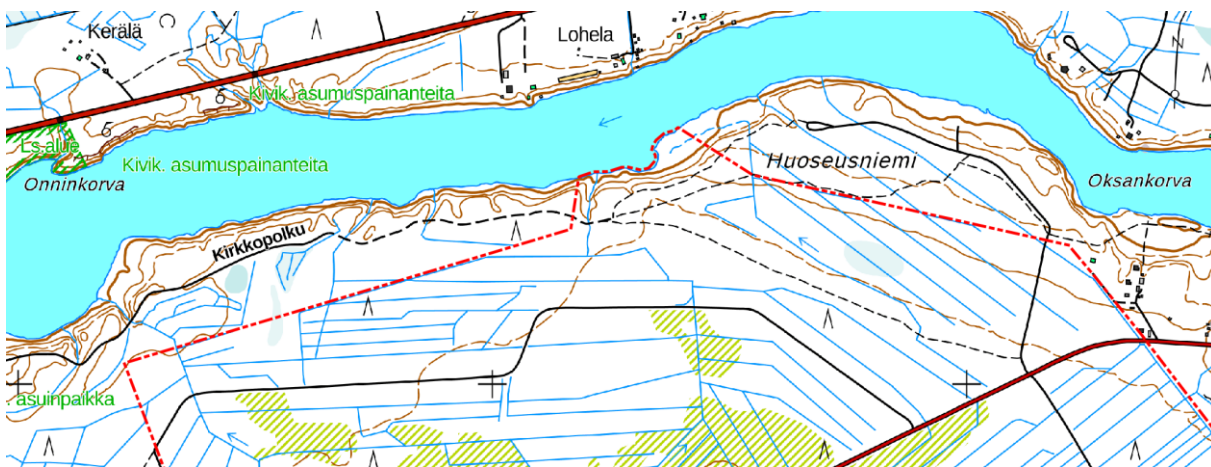 Kerälä
Lohela
Kivik. asumuspainanteita
Ls.alue
Kivik. asumuspainanteita
Huoseusniemi
Onninkorva
Oksankorva
Kirkkopolku
asuinpaikka